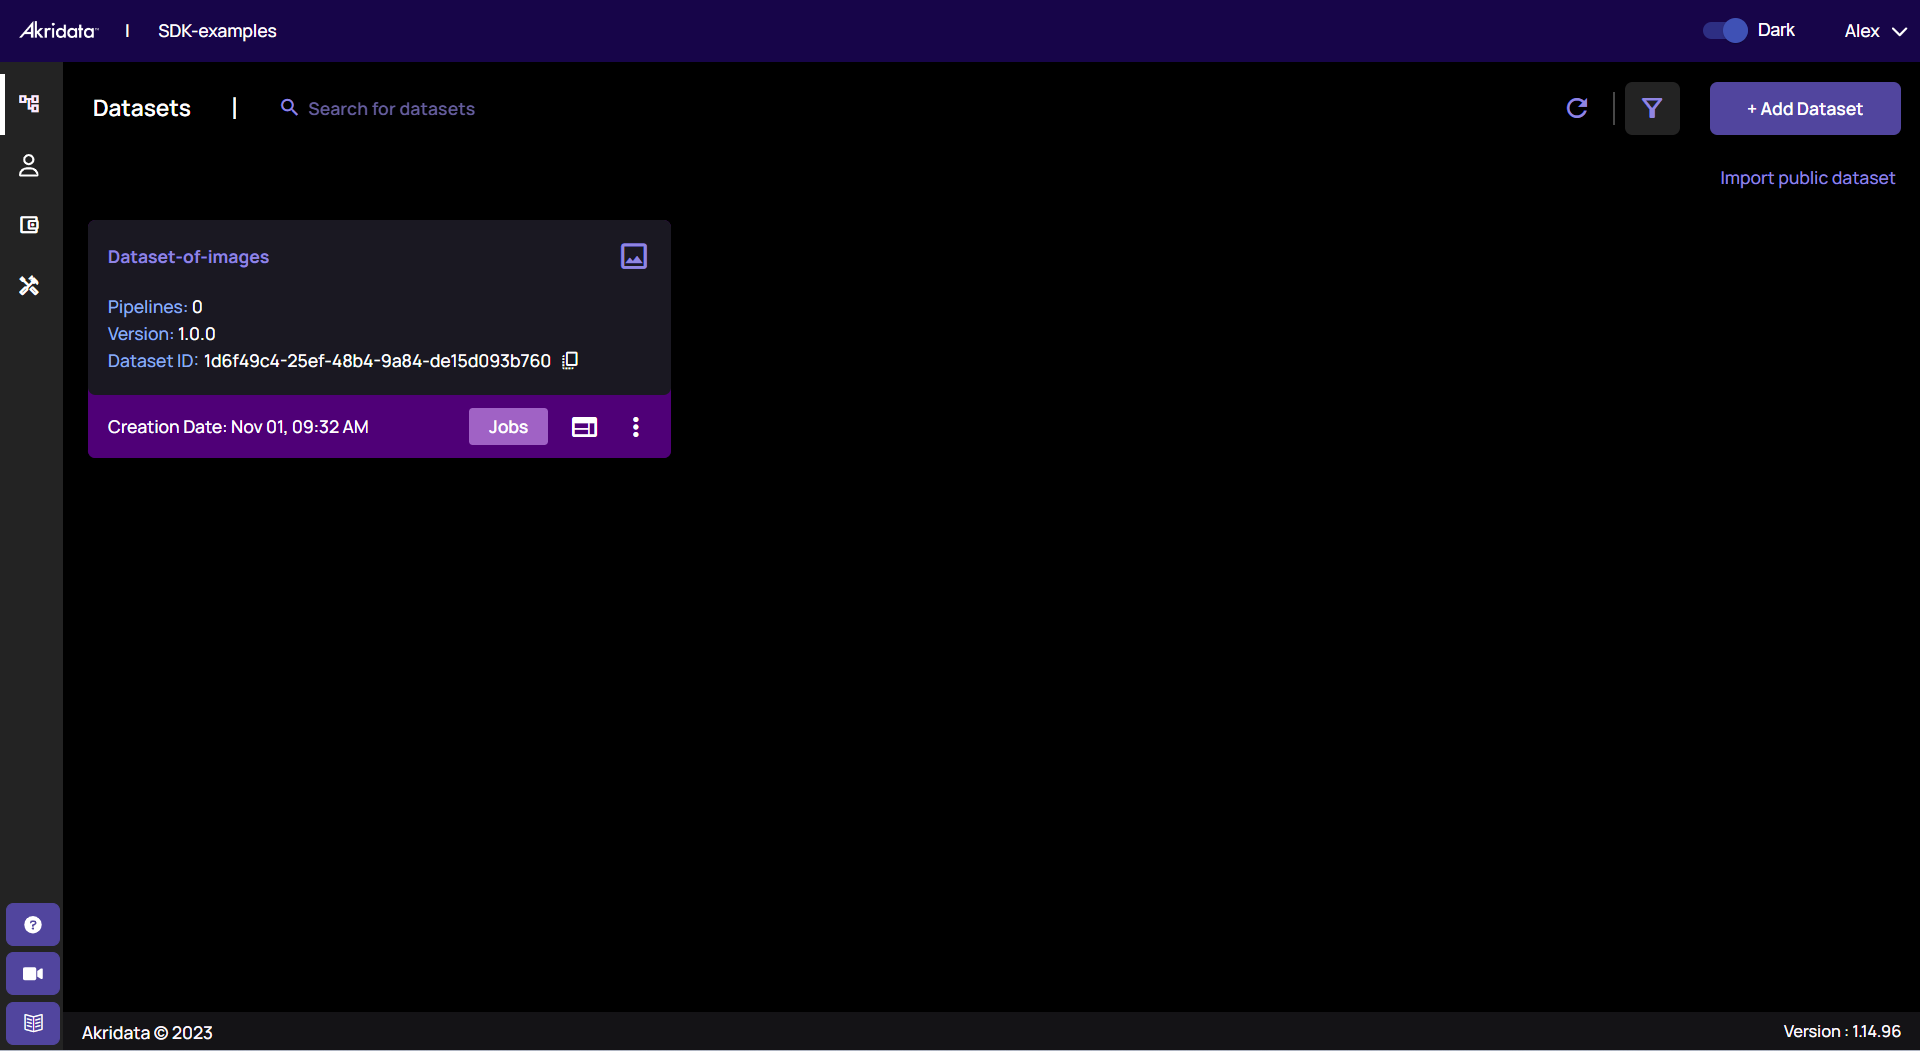 Akridata™ | SDK-examples
Dark
Alex
Datasets | Search for datasets
+ Add Dataset
Import public dataset
Dataset-of-images
Pipelines: 0
Version: 1.0.0
Dataset ID: 1d6f49c4-25ef-48b4-9a84-de15d093b760
Creation Date: Nov 01, 09:32 AM
Jobs
Akridata © 2023
Version : 1.14.96